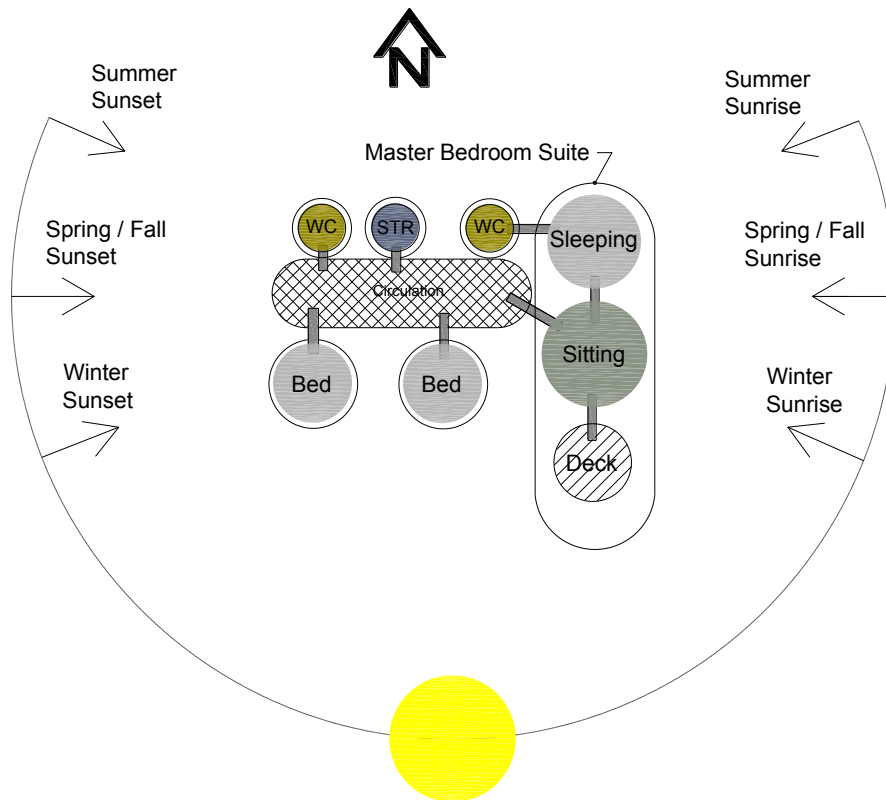 N
Summer
Sunset
Summer
Sunrise
Master Bedroom Suite
WC
STR
WC
Sleeping
Spring / Fall
Sunset
Spring / Fall
Sunrise
Circulation
Sitting
Winter
Sunset
Bed
Bed
Winter
Sunrise
Deck